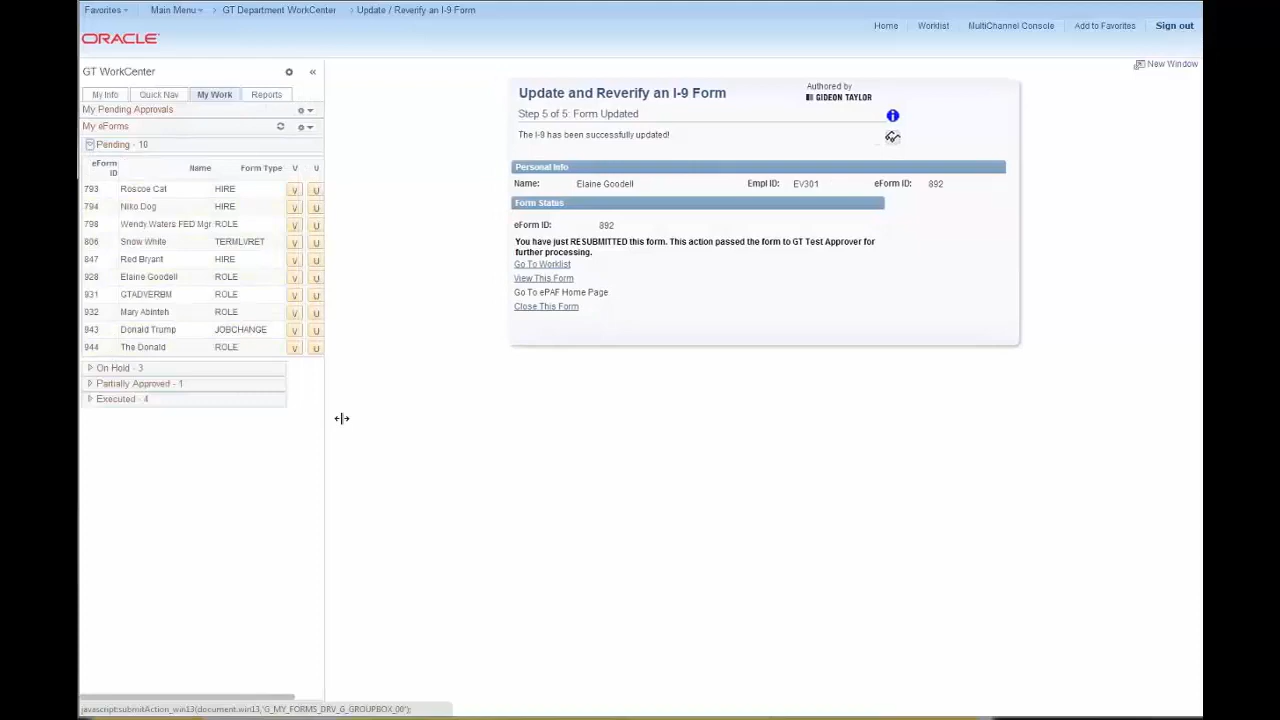 Favorites Main Menu > GT Department WorkCenter > Update / Reverify an I-9 Form
ORACLE
Home Worklist MultiChannel Console Add to Favorites Sign out
New Window
GT WorkCenter «
My Info Quick Nav My Work Reports
My Pending Approvals
My eForms
Pending - 10
eForm ID Name Form Type V U
793 Roscoe Cat HIRE V U
794 Niko Dog HIRE V U
798 Wendy Waters FED Mgr ROLE V U
806 Snow White TERMLVRET V U
847 Red Bryant HIRE V U
928 Elaine Goodell ROLE V U
931 GTADVERBM ROLE V U
932 Mary Abinteh ROLE V U
943 Donald Trump JOBCHANGE V U
944 The Donald ROLE V U
On Hold - 3
Partially Approved - 1
Executed - 4
Update and Reverify an I-9 Form
Authored by
GIDEON TAYLOR
Step 5 of 5: Form Updated
The I-9 has been successfully updated!
Personal Info
Name: Elaine Goodell Empl ID: EV301 eForm ID: 892
Form Status
eForm ID: 892
You have just RESUBMITTED this form. This action passed the form to GT Test Approver for
further processing.
Go To Worklist
View This Form
Go To ePAF Home Page
Close This Form
javascript:submitAction_win13(document.win13,'G_MY_FORMS_DRV_G_GROUPBOX_00');